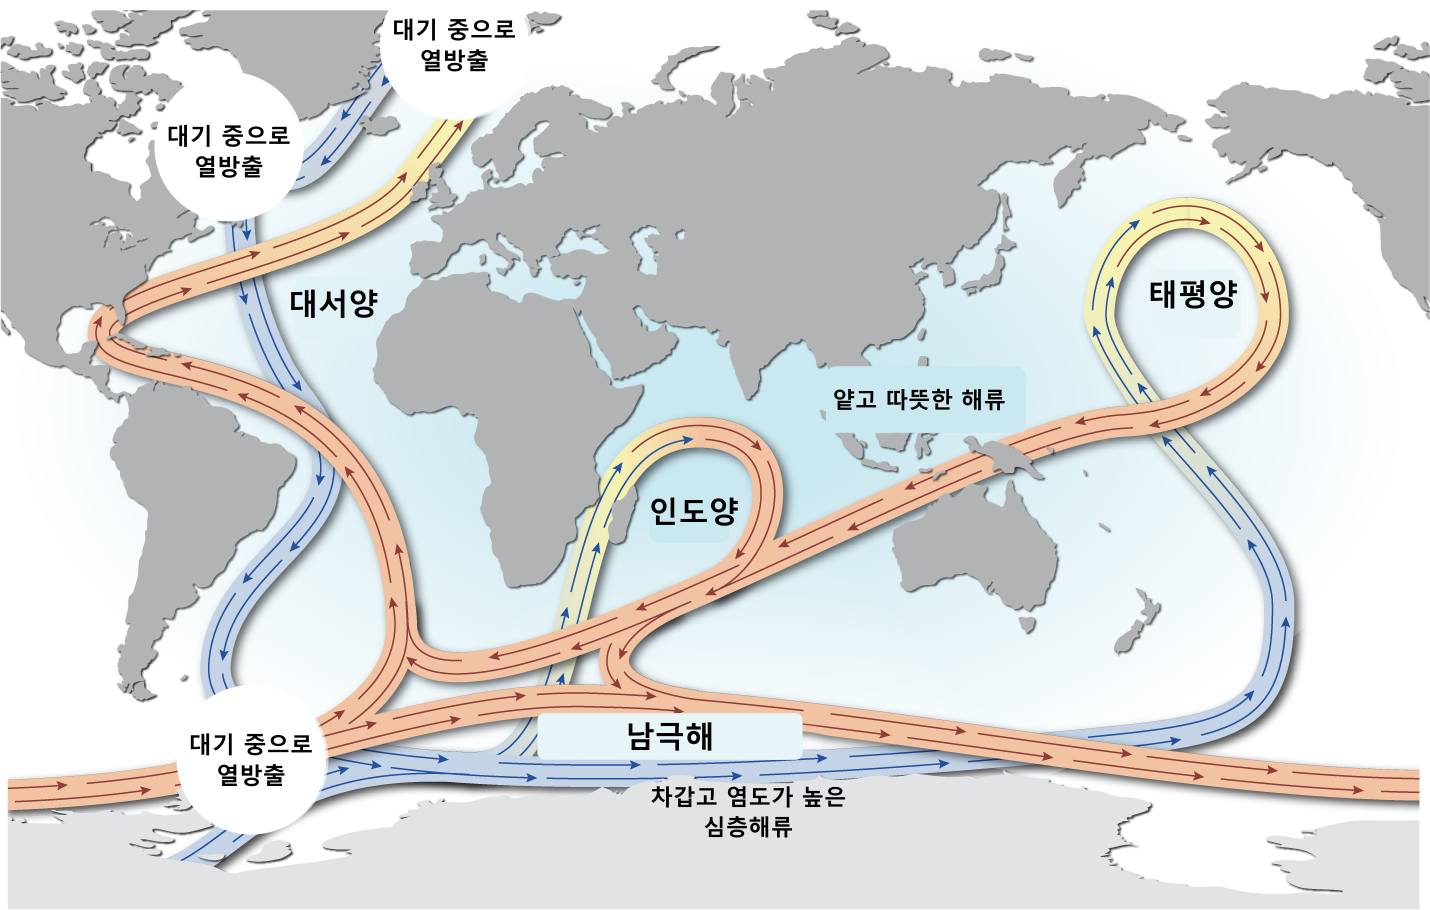 대기 중으로
열방출
대기 중으로
열방출
대서양
태평양
얕고 따뜻한 해류
인도양
남극해
대기 중으로
열방출
차갑고 염도가 높은
심층해류